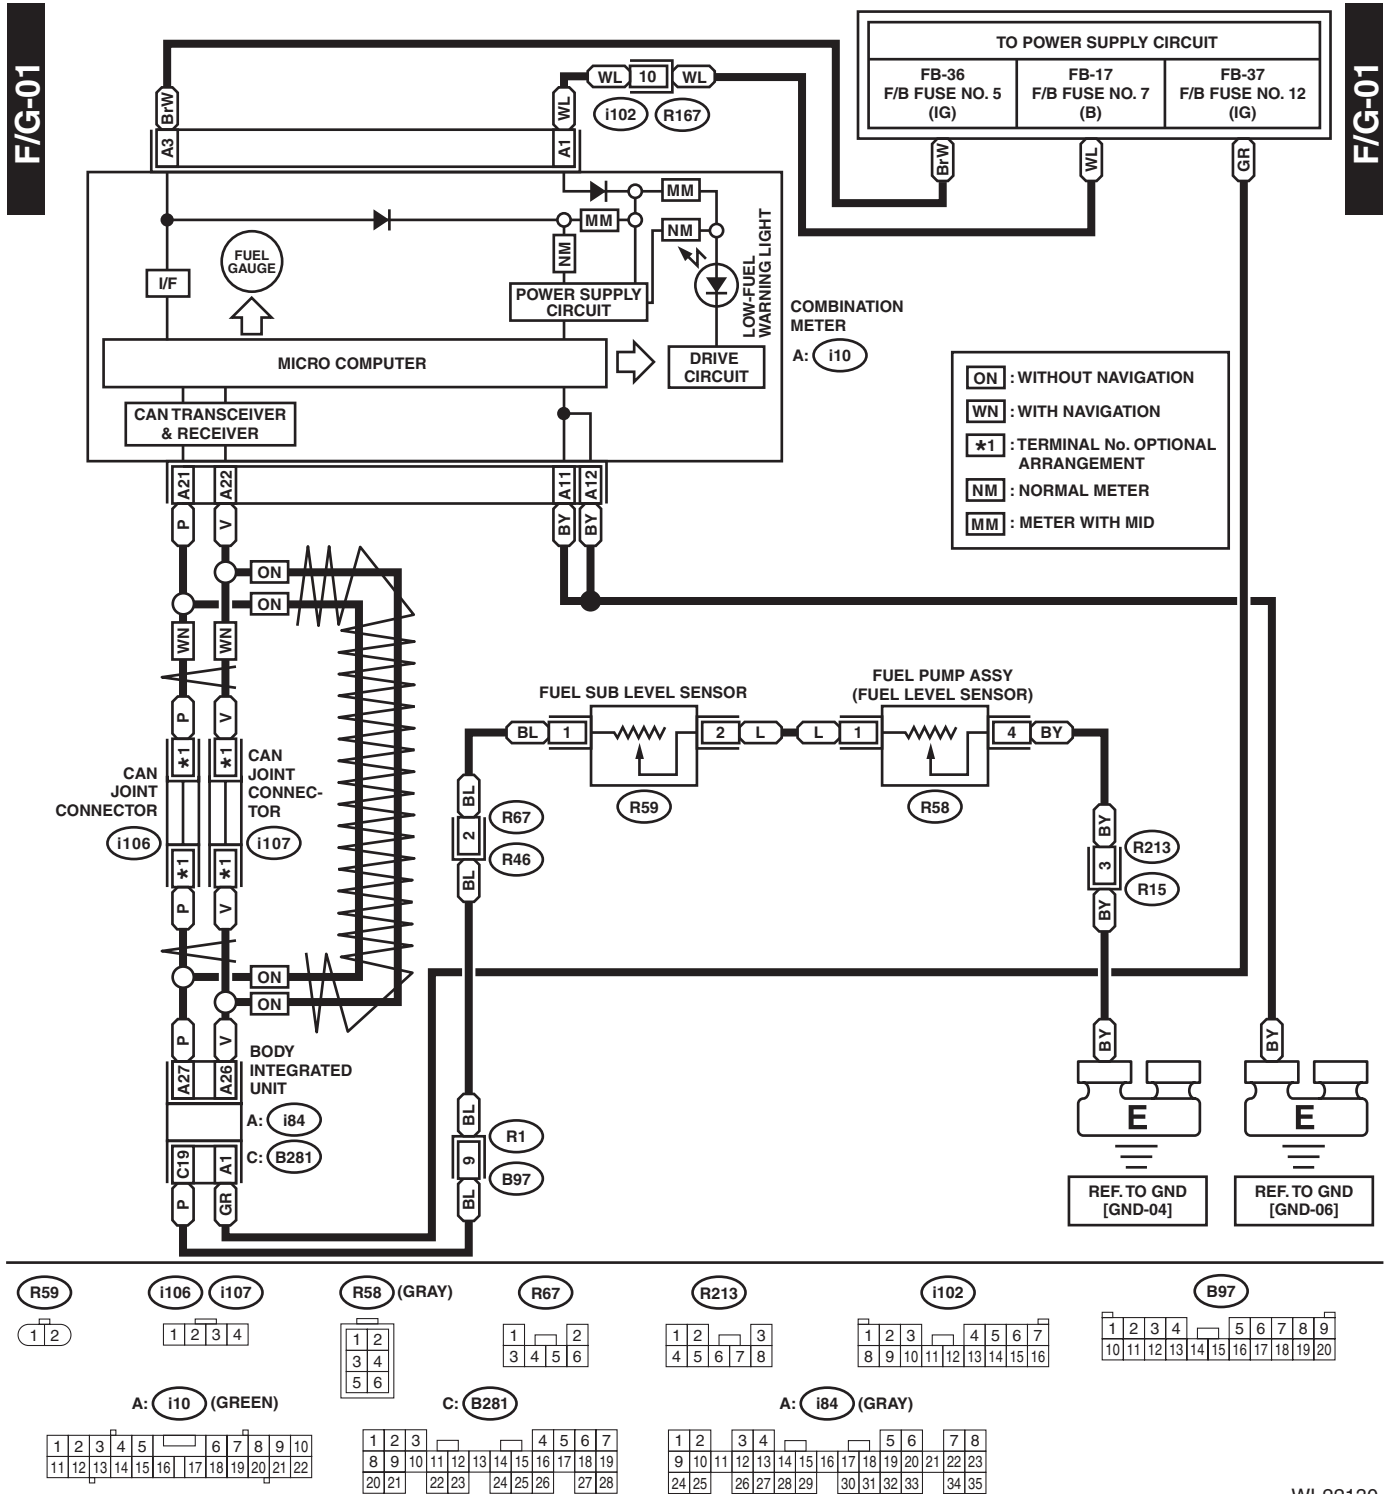 F/G-01
F/G-01
TO POWER SUPPLY CIRCUIT
FB-36
F/B FUSE NO. 5
(IG)
FB-17
F/B FUSE NO. 7
(B)
FB-37
F/B FUSE NO. 12
(IG)
BrW
WL
GR
BrW
A3
WL
A1
WL
10
WL
i102
R167
MM
MM
NM
NM
I/F
FUEL
GAUGE
POWER SUPPLY
CIRCUIT
LOW-FUEL
WARNING LIGHT
MICRO COMPUTER
DRIVE
CIRCUIT
CAN TRANSCEIVER
& RECEIVER
COMBINATION
METER
A: i10
ON : WITHOUT NAVIGATION
WN : WITH NAVIGATION
*1 : TERMINAL No. OPTIONAL
ARRANGEMENT
NM : NORMAL METER
MM : METER WITH MID
A21
A22
A11
A12
P
V
BY
BY
ON
ON
WN
WN
P
V
*1
*1
CAN
JOINT
CONNECTOR
i106
CAN
JOINT
CONNEC-
TOR
i107
*1
*1
P
V
ON
ON
P
V
A27
A26
BODY
INTEGRATED
UNIT
A: i84
C: B281
C19
A1
P
GR
FUEL SUB LEVEL SENSOR
BL
1
2
L
R59
FUEL PUMP ASSY
(FUEL LEVEL SENSOR)
L
1
4
BY
R58
BL
2
R67
R46
BL
BL
9
R1
B97
BL
BY
3
R213
R15
BY
BY
BY
E
E
REF. TO GND
[GND-04]
REF. TO GND
[GND-06]
R59
1 2
i106 i107
1 2 3 4
R58 (GRAY)
1 2
3 4
5 6
R67
1 2
3 4 5 6
R213
1 2 3
4 5 6 7 8
i102
1 2 3 4 5 6 7
8 9 10 11 12 13 14 15 16
B97
1 2 3 4 5 6 7 8 9
10 11 12 13 14 15 16 17 18 19 20
A: i10 (GREEN)
1 2 3 4 5 6 7 8 9 10
11 12 13 14 15 16 17 18 19 20 21 22
C: B281
1 2 3 4 5 6 7
8 9 10 11 12 13 14 15 16 17 18 19
20 21 22 23 24 25 26 27 28
A: i84 (GRAY)
1 2 3 4 5 6 7 8
9 10 11 12 13 14 15 16 17 18 19 20 21 22 23
24 25 26 27 28 29 30 31 32 33 34 35